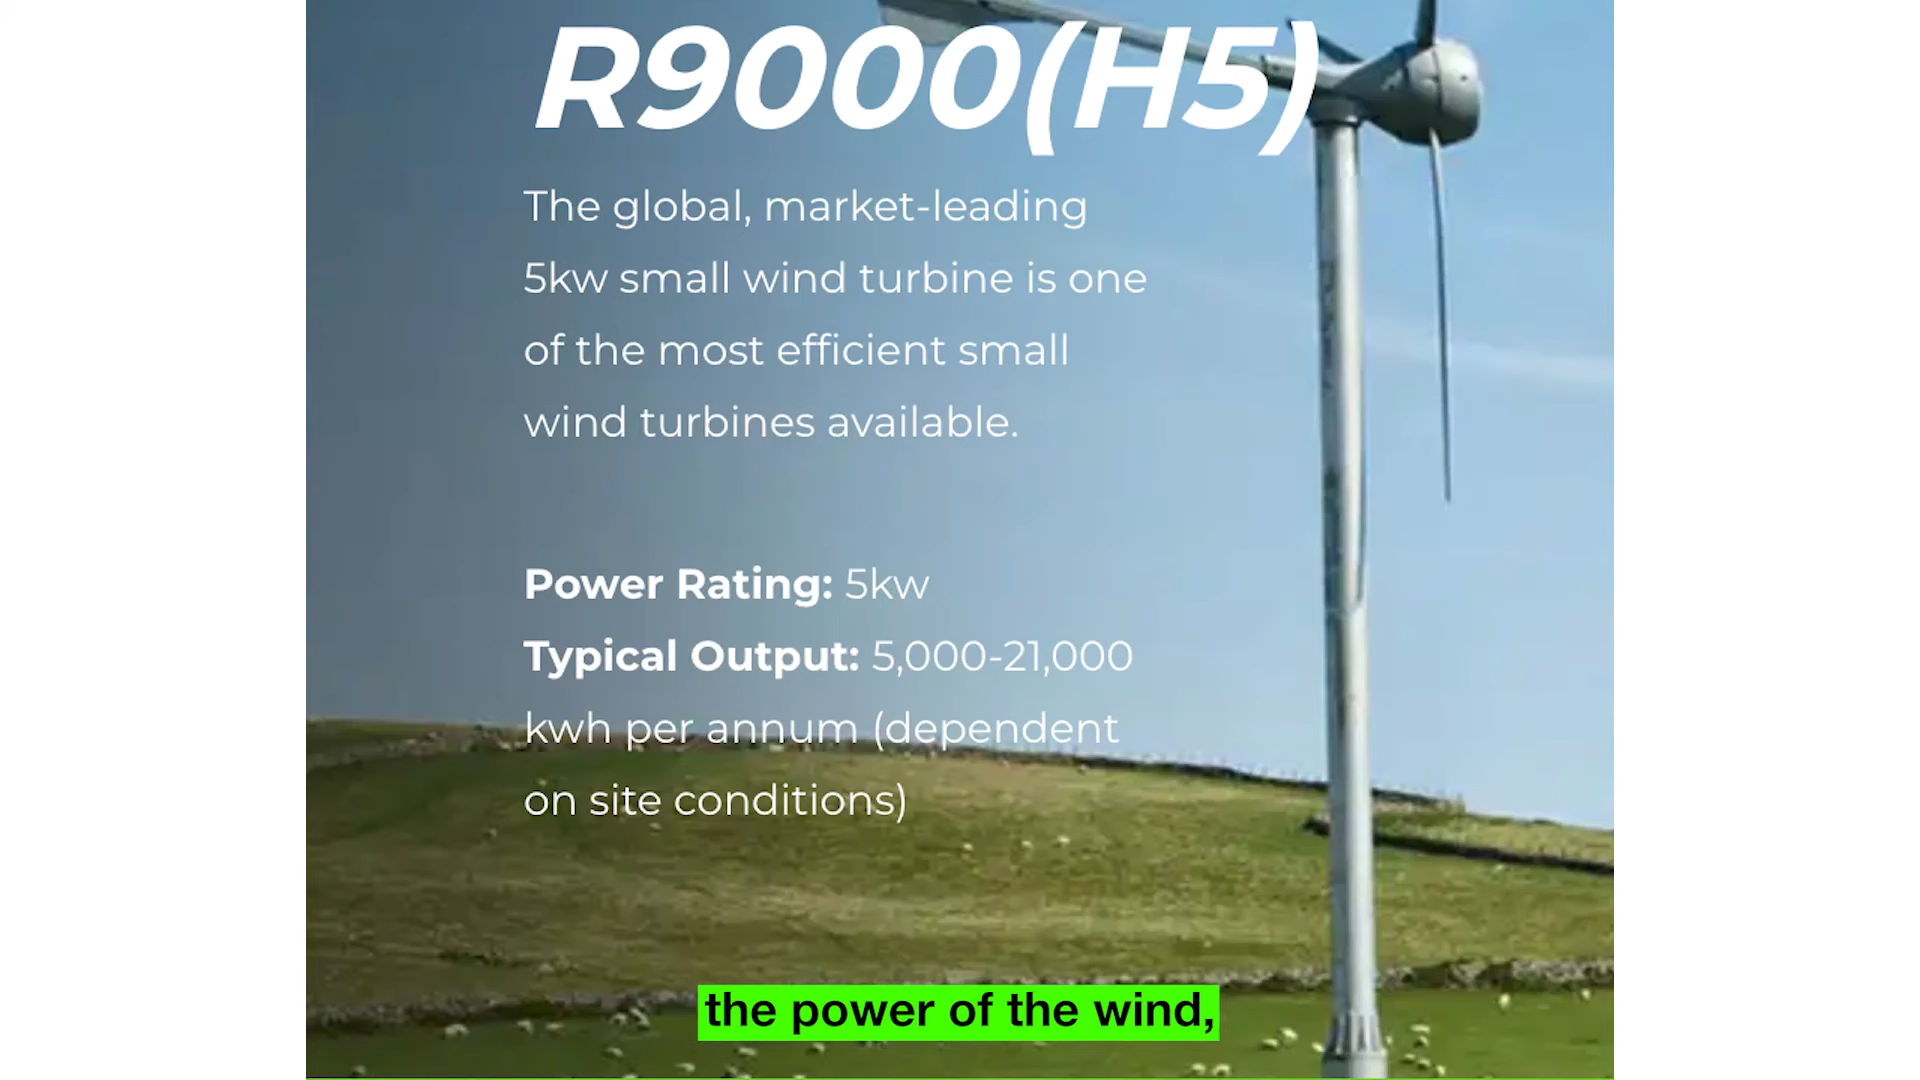 R9000(H5)
The global, market-leading
5kw small wind turbine is one
of the most efficient small
wind turbines available.
Power Rating: 5kw
Typical Output: 5,000-21,000
kwh per annum (dependent
on site conditions)
the power of the wind,